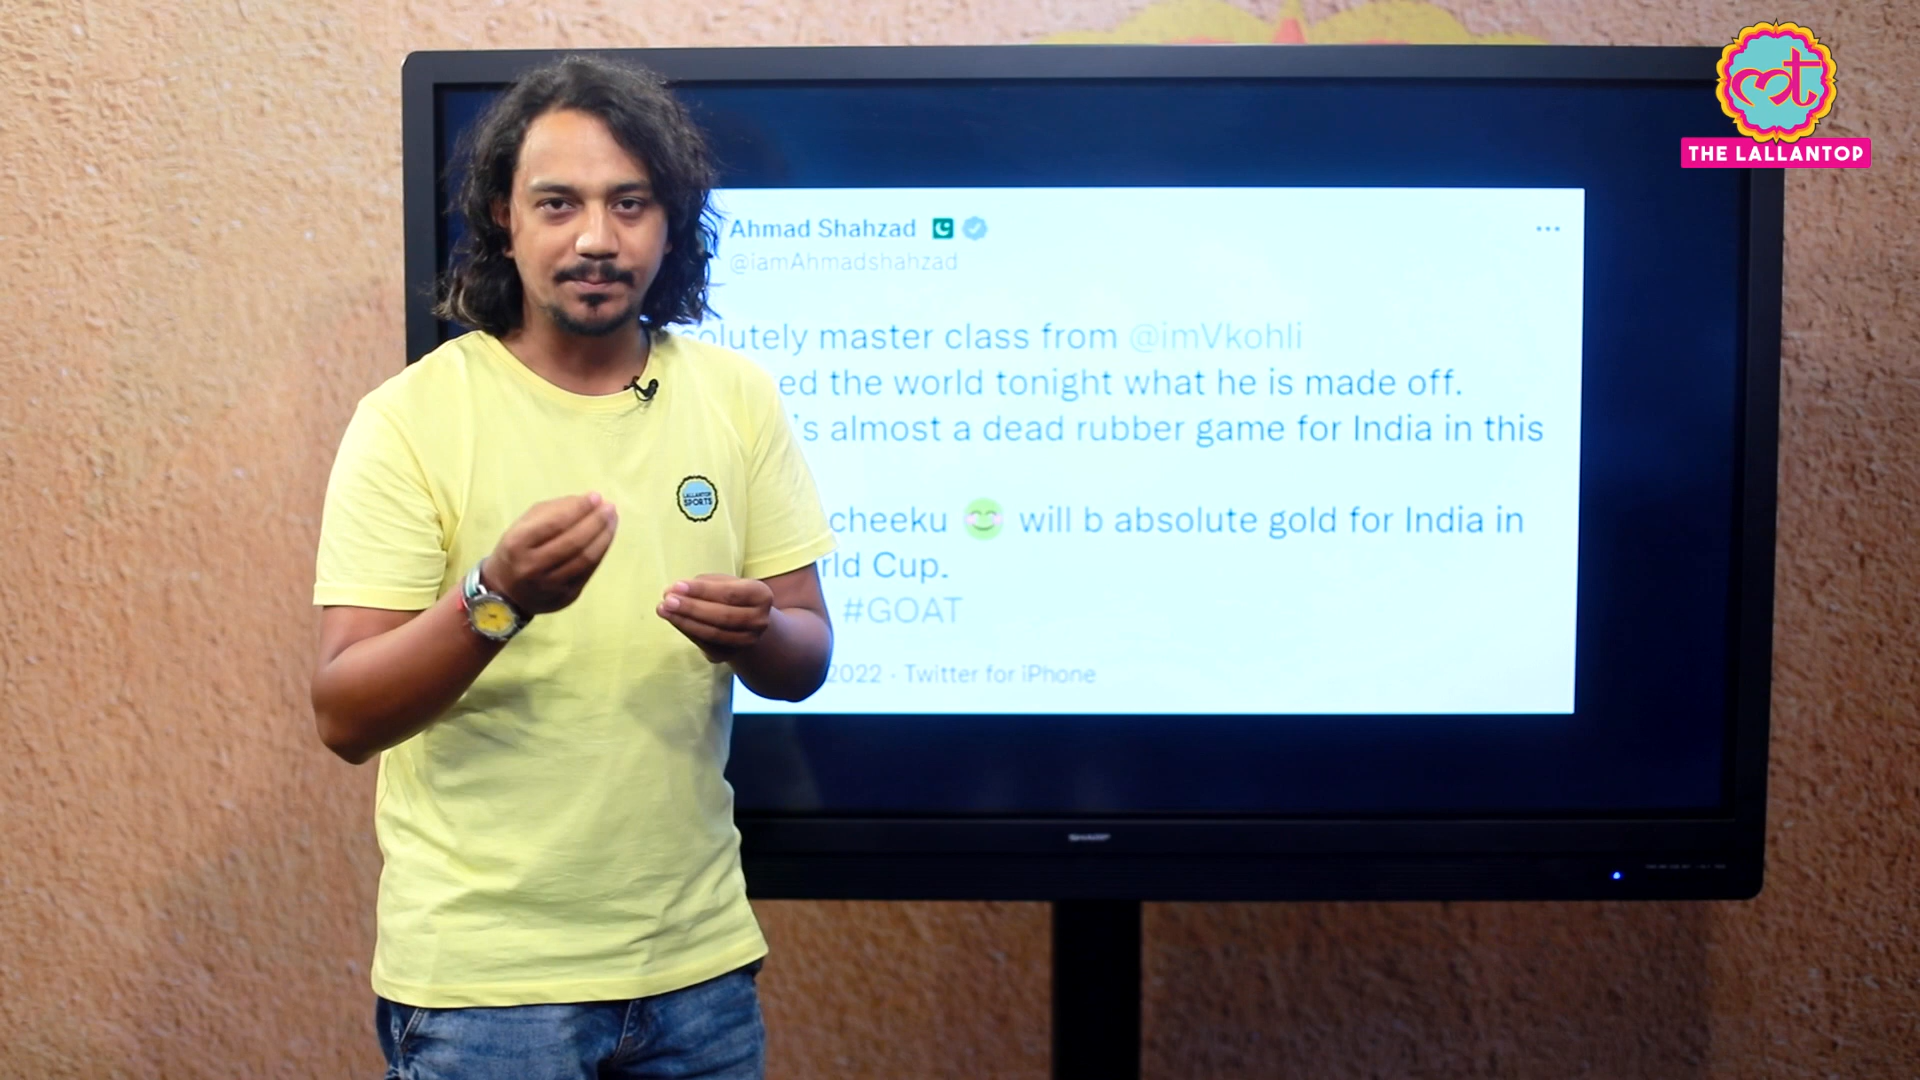 THE LALLANTOP
Ahmad Shahzad
@iamAhmadshahzad
solutely master class from @imVkohli
ed the world tonight what he is made off.
's almost a dead rubber game for India in this
cheeku will b absolute gold for India in
rld Cup.
#GOAT
2022 · Twitter for iPhone
LALLANTOP
SPORTS
SHARP